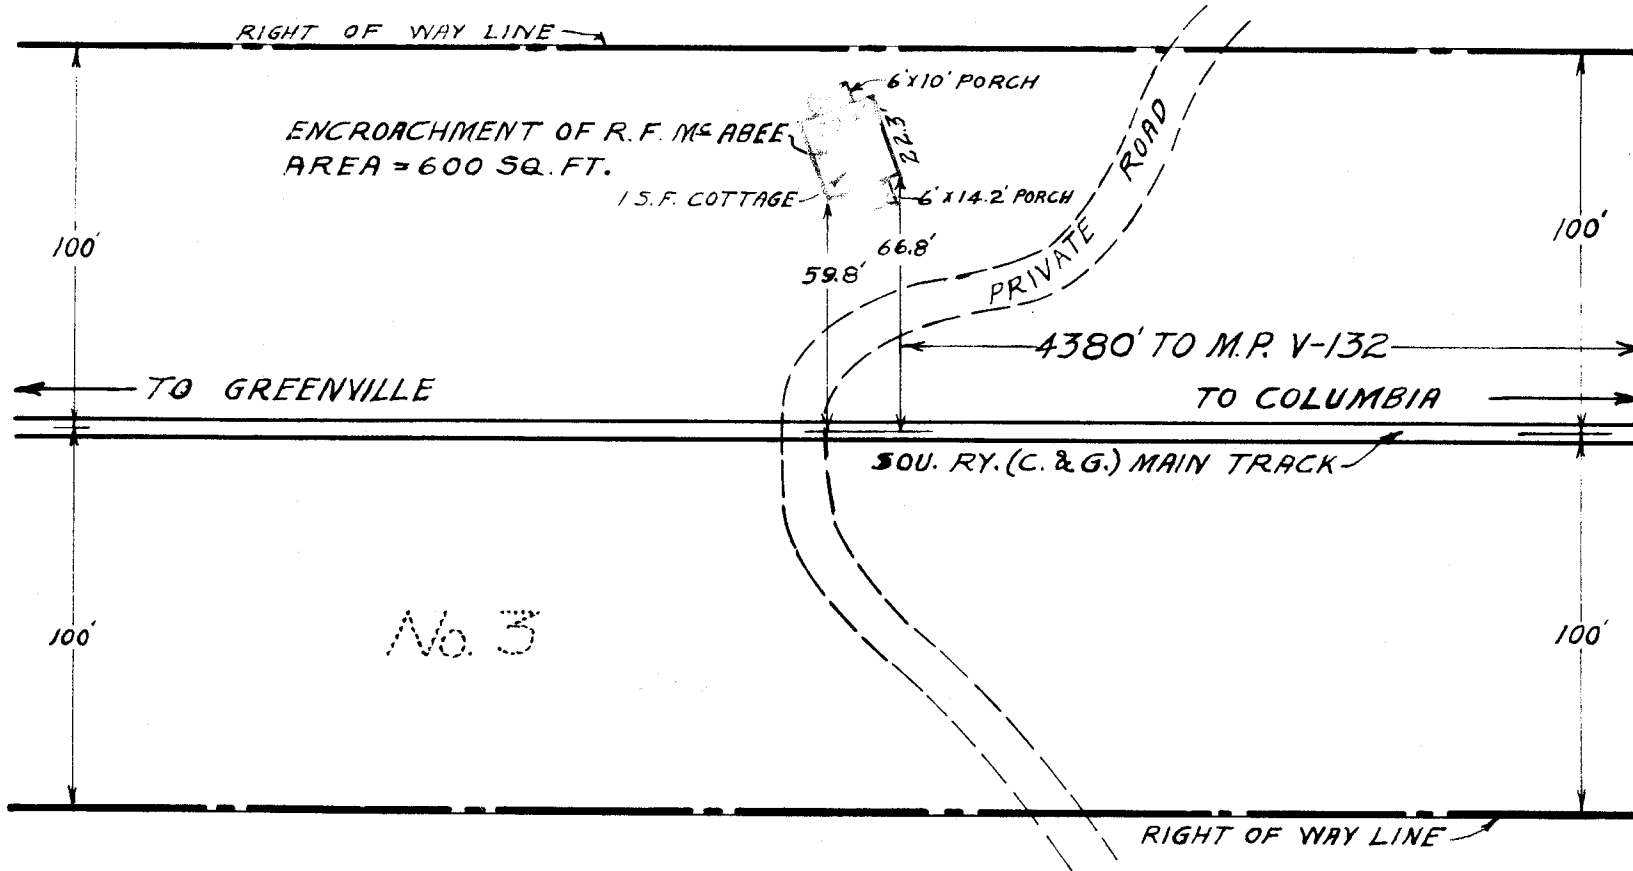 RIGHT OF WAY LINE
6'X10' PORCH
ENCROACHMENT OF R.F. McABEE
AREA = 600 SQ. FT.
22.3'
1 S.F. COTTAGE
6'X14.2' PORCH
PRIVATE ROAD
100'
100'
66.8'
59.8'
4380' TO M.P. V-132
TO GREENVILLE
TO COLUMBIA
SOU. RY. (C. & G.) MAIN TRACK
No. 3
100'
100'
RIGHT OF WAY LINE